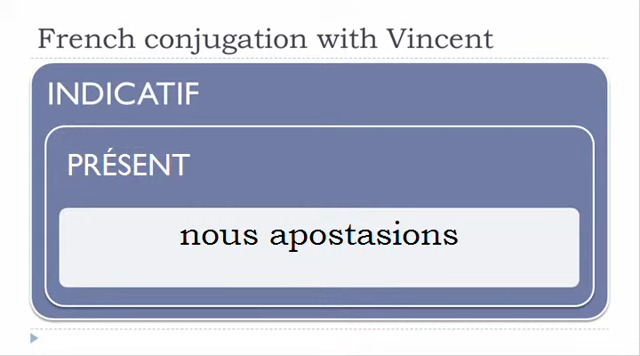 French conjugation with Vincent
INDICATIF
PRÉSENT
nous apostasions